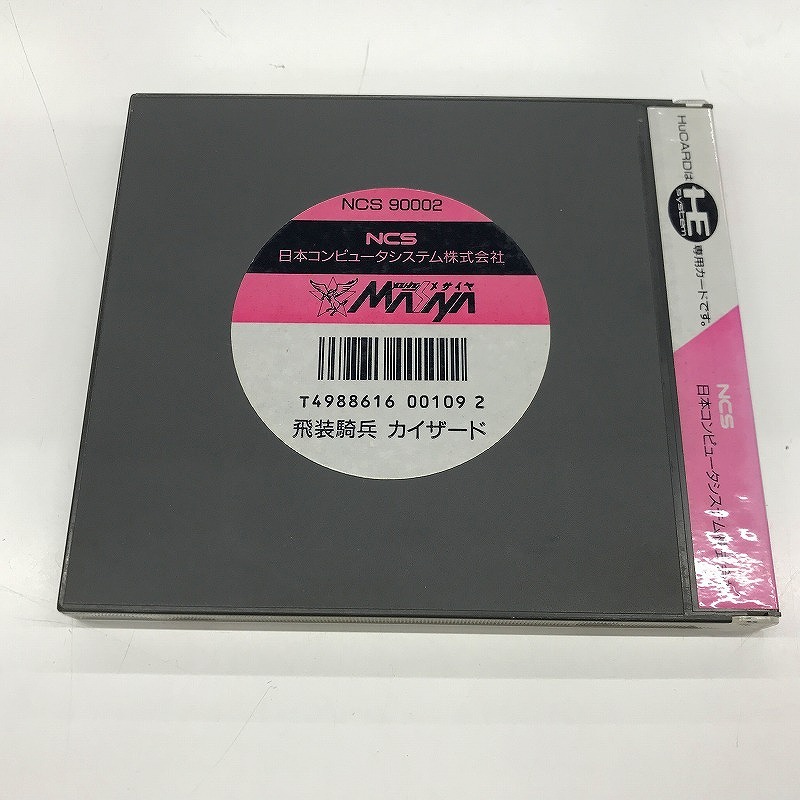 NCS 90002
NCS
日本コンピュータシステム株式会社
メサイヤ
MASAYA
T4988616 00109 2
飛装騎兵 カイザード
HuCARDは
HE
system
専用カードです。
NCS
日本コンピュータシステム